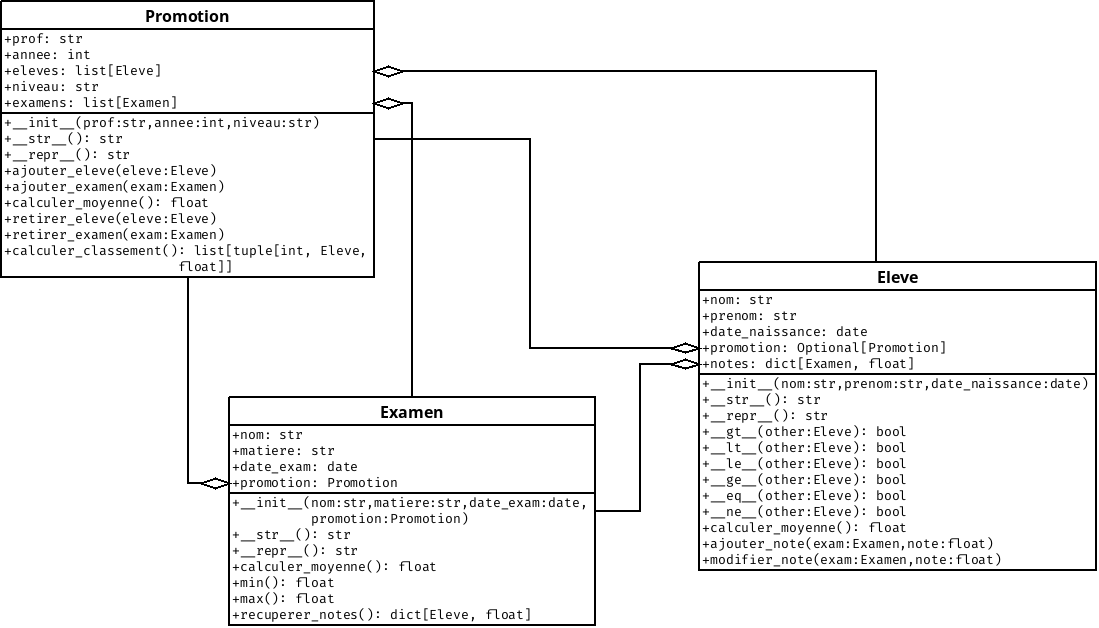 Promotion
+prof: str
+annee: int
+eleves: list[Eleve]
+niveau: str
+examens: list[Examen]
+__init__(prof:str,annee:int,niveau:str)
+__str__(): str
+__repr__(): str
+ajouter_eleve(eleve:Eleve)
+ajouter_examen(exam:Examen)
+calculer_moyenne(): float
+retirer_eleve(eleve:Eleve)
+retirer_examen(exam:Examen)
+calculer_classement(): list[tuple[int, Eleve,
float]]
Eleve
+nom: str
+prenom: str
+date_naissance: date
+promotion: Optional[Promotion]
+notes: dict[Examen, float]
+__init__(nom:str,prenom:str,date_naissance:date)
+__str__(): str
+__repr__(): str
+__gt__(other:Eleve): bool
+__lt__(other:Eleve): bool
+__le__(other:Eleve): bool
+__ge__(other:Eleve): bool
+__eq__(other:Eleve): bool
+__ne__(other:Eleve): bool
+calculer_moyenne(): float
+ajouter_note(exam:Examen,note:float)
+modifier_note(exam:Examen,note:float)
Examen
+nom: str
+matiere: str
+date_exam: date
+promotion: Promotion
+__init__(nom:str,matiere:str,date_exam:date,
promotion:Promotion)
+__str__(): str
+__repr__(): str
+calculer_moyenne(): float
+min(): float
+max(): float
+recuperer_notes(): dict[Eleve, float]